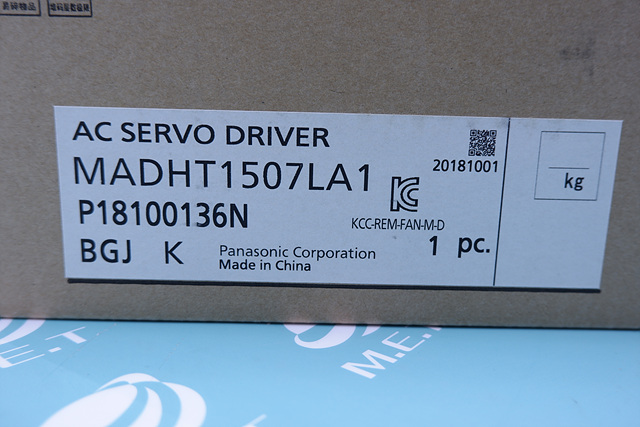 AC SERVO DRIVER
MADHT1507LA1
20181001
kg
P18100136N
KCC-REM-FAN-M-D
BGJ K
Panasonic Corporation
Made in China
1 pc.
M.E.T
M.E.T